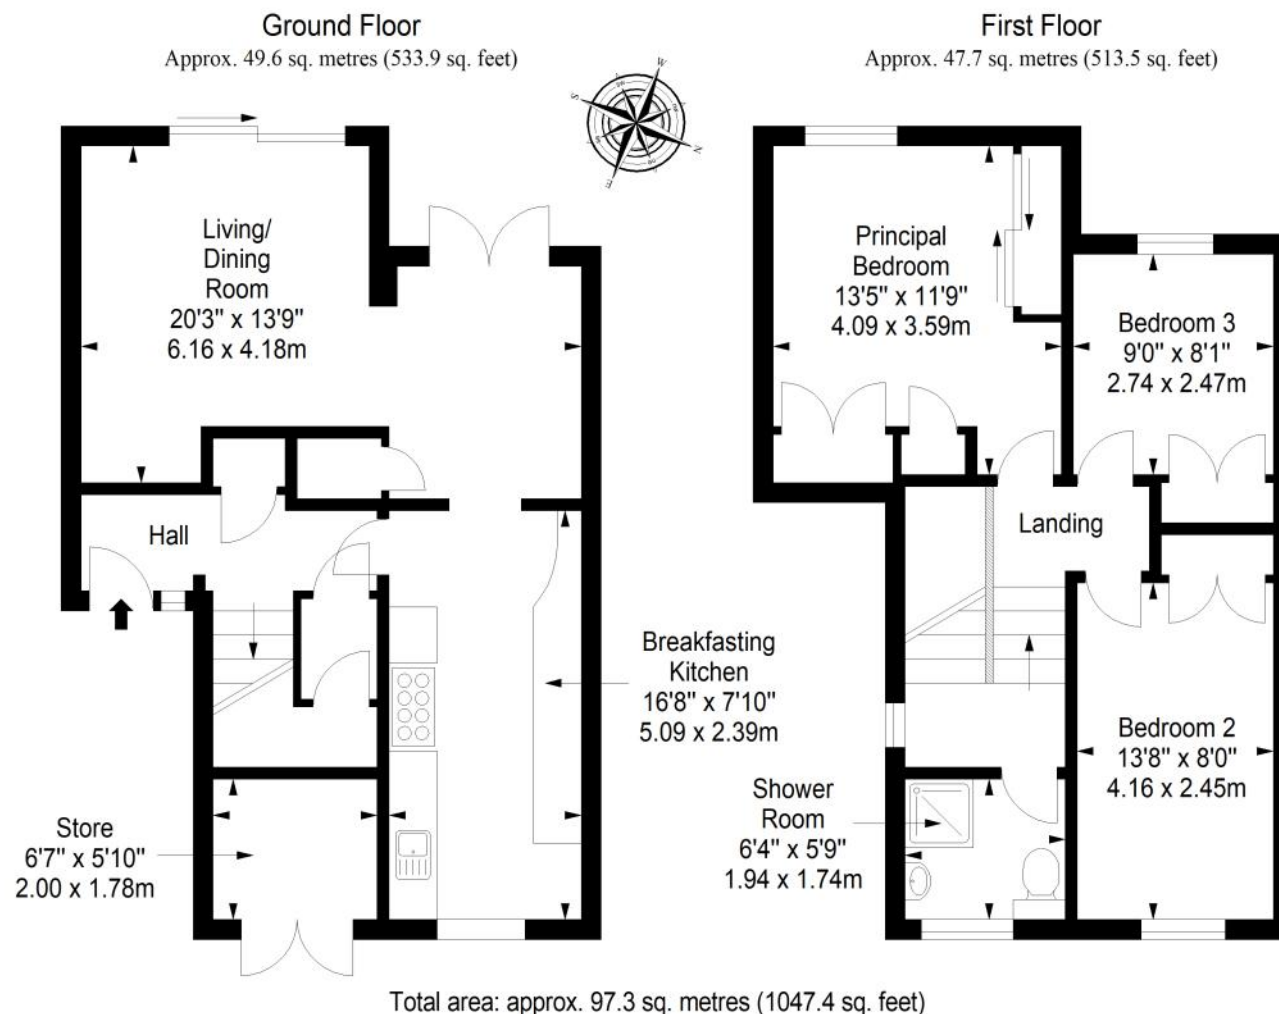 Ground Floor
Approx. 49.6 sq. metres (533.9 sq. feet)
First Floor
Approx. 47.7 sq. metres (513.5 sq. feet)
W
S
N
E
Living/
Dining
Room
20'3" x 13'9"
6.16 x 4.18m
Hall
Breakfasting
Kitchen
16'8" x 7'10"
5.09 x 2.39m
Store
6'7" x 5'10"
2.00 x 1.78m
Principal
Bedroom
13'5" x 11'9"
4.09 x 3.59m
Bedroom 3
9'0" x 8'1"
2.74 x 2.47m
Landing
Bedroom 2
13'8" x 8'0"
4.16 x 2.45m
Shower
Room
6'4" x 5'9"
1.94 x 1.74m
Total area: approx. 97.3 sq. metres (1047.4 sq. feet)